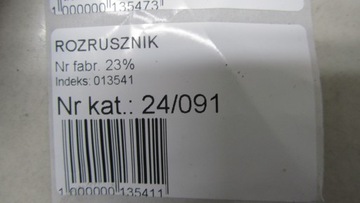 1 000000 135473
ROZRUSZNIK
Nr fabr. 23%
Indeks: 013541
Nr kat.: 24/091
1 000000 135411